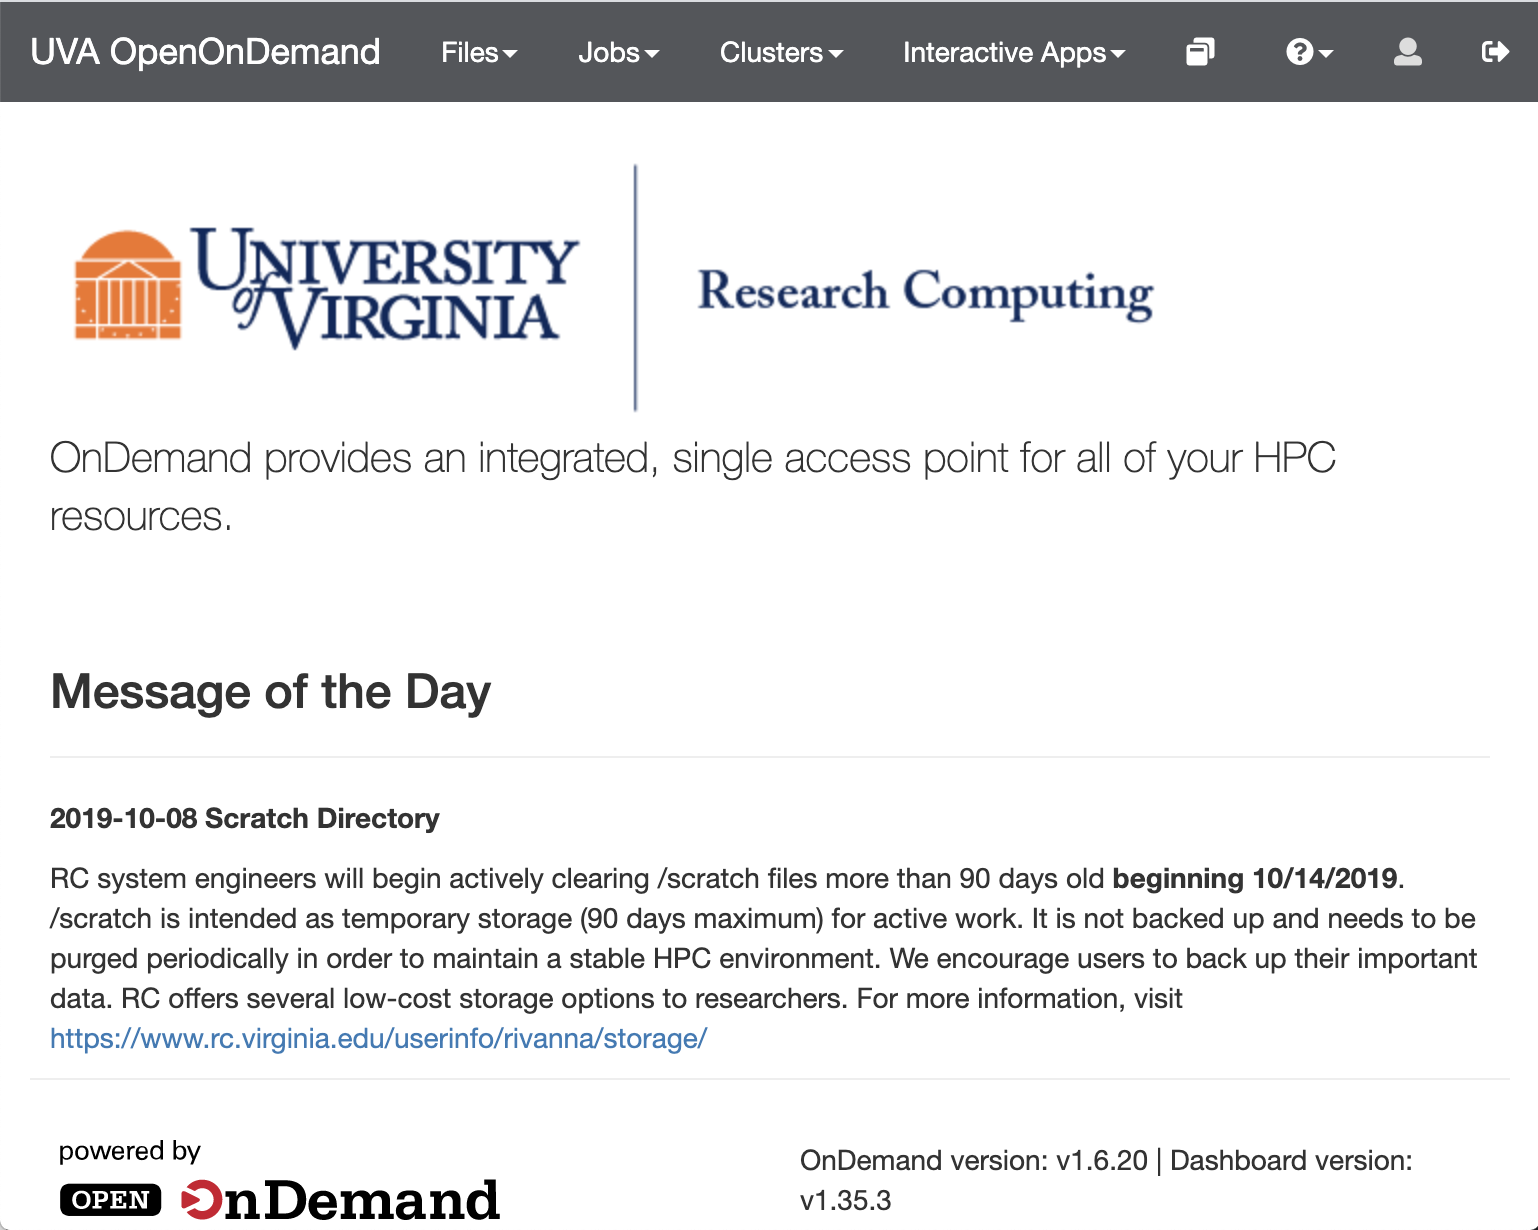 UVA OpenOnDemand Files Jobs Clusters Interactive Apps
UNIVERSITY
of VIRGINIA
Research Computing
OnDemand provides an integrated, single access point for all of your HPC
resources.
Message of the Day
2019-10-08 Scratch Directory
RC system engineers will begin actively clearing /scratch files more than 90 days old beginning 10/14/2019.
/scratch is intended as temporary storage (90 days maximum) for active work. It is not backed up and needs to be
purged periodically in order to maintain a stable HPC environment. We encourage users to back up their important
data. RC offers several low-cost storage options to researchers. For more information, visit
https://www.rc.virginia.edu/userinfo/rivanna/storage/
powered by
OPEN OnDemand
OnDemand version: v1.6.20 | Dashboard version:
v1.35.3